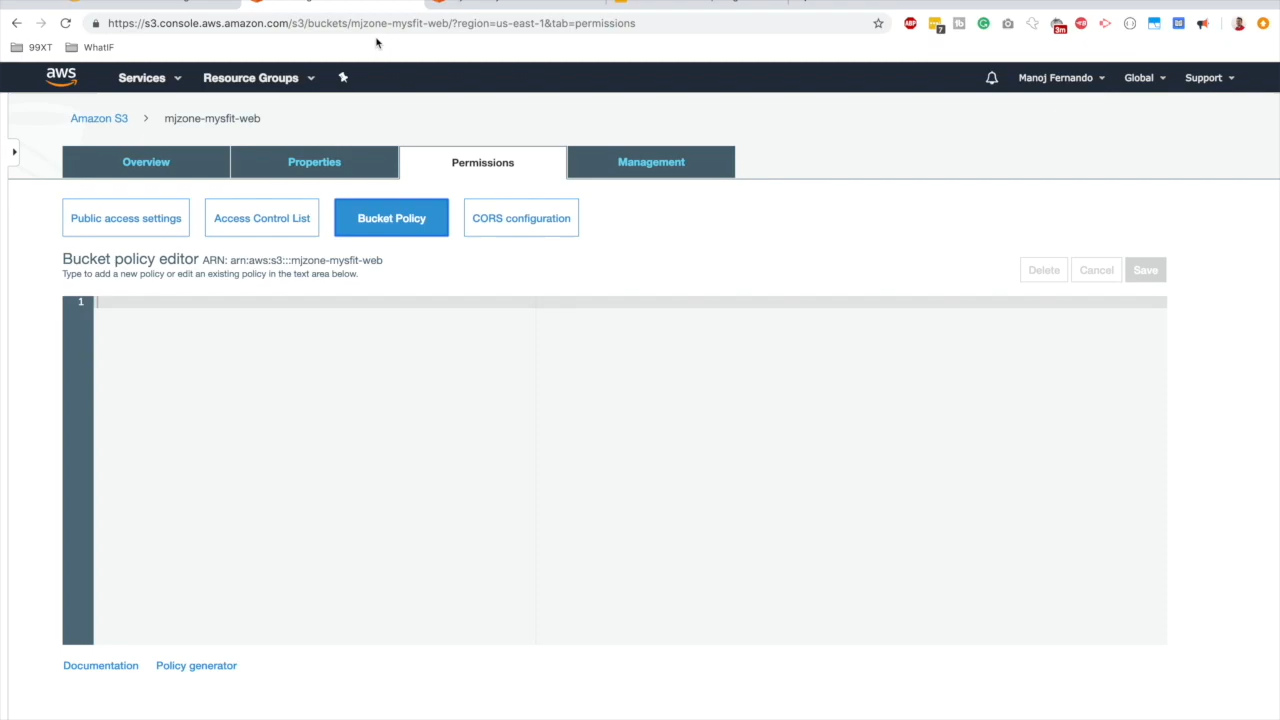 https://s3.console.aws.amazon.com/s3/buckets/mjzone-mysfit-web/?region=us-east-1&tab=permissions
ABP
7
3m
99XT
WhatIF
aws
Services
Resource Groups
Manoj Fernando
Global
Support
Amazon S3
mjzone-mysfit-web
Overview
Properties
Permissions
Management
Public access settings
Access Control List
Bucket Policy
CORS configuration
Bucket policy editor ARN: arn:aws:s3:::mjzone-mysfit-web
Type to add a new policy or edit an existing policy in the text area below.
Delete
Cancel
Save
1
Documentation
Policy generator